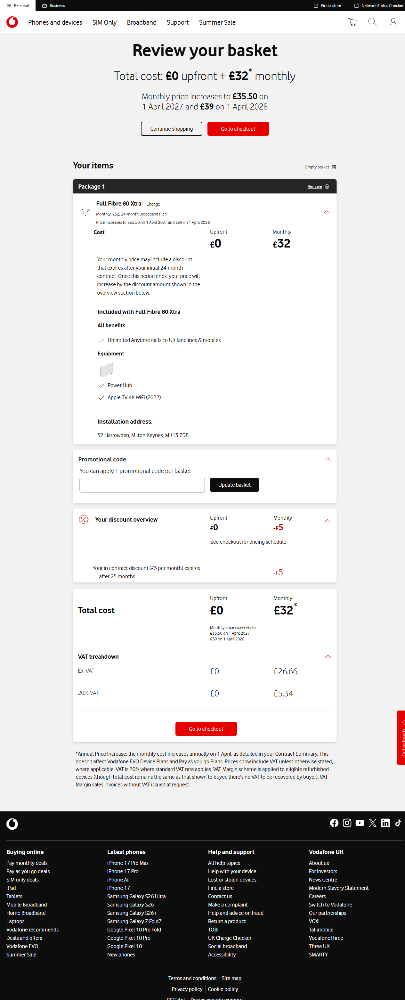 Personal
Business
Find a store
Network Status Checker
Phones and devices
SIM Only
Broadband
Support
Summer Sale
Review your basket
Total cost: £0 upfront + £32* monthly
Monthly price increases to £35.50 on
1 April 2027 and £39 on 1 April 2028
Continue shopping
Go to checkout
Your items
Empty basket
Package 1
Remove
Full Fibre 80 Xtra
Change
Monthly: £32, 24-month Broadband Plan
Price increases to £35.50 on 1 April 2027 and £39 on 1 April 2028
Cost
Upfront
Monthly
£0
£32
Your monthly price may include a discount
that expires after your initial 24-month
contract. Once this period ends, your price will
increase by the discount amount shown in the
overview section below.
Included with Full Fibre 80 Xtra
All benefits
Unlimited Anytime calls to UK landlines & mobiles
Equipment
Power Hub
Apple TV 4K WiFi (2022)
Installation address:
52 Harrowden, Milton Keynes, MK13 7DB
Promotional code
You can apply 1 promotional code per basket
Update basket
Your discount overview
Upfront
Monthly
£0
-£5
See checkout for pricing schedule
Your in contract discount (£5 per month) expires
after 25 months
-£5
Upfront
Monthly
Total cost
£0
£32*
Monthly price increases to
£35.50 on 1 April 2027
£39 on 1 April 2028
VAT breakdown
Ex. VAT
£0
£26.66
20% VAT
£0
£5.34
Go to checkout
Get in touch
*Annual Price Increase: the monthly cost increases annually on 1 April, as detailed in your Contract Summary. This
doesn't affect Vodafone EVO Device Plans and Pay as you go Plans. Prices show include VAT unless otherwise stated,
where applicable. VAT is 20% where standard VAT rate applies. VAT Margin scheme is applied to eligible refurbished
devices (though total cost remains the same as that shown to buyer, there's no VAT to be recovered by buyer). VAT
Margin sales invoices without VAT issued at request.
Buying online
Pay monthly deals
Pay as you go deals
SIM only deals
iPad
Tablets
Mobile Broadband
Home Broadband
Laptops
Vodafone recommends
Deals and offers
Vodafone EVO
Summer Sale
Latest phones
iPhone 17 Pro Max
iPhone 17 Pro
iPhone Air
iPhone 17
Samsung Galaxy S26 Ultra
Samsung Galaxy S26
Samsung Galaxy S26+
Samsung Galaxy Z Fold7
Google Pixel 10 Pro Fold
Google Pixel 10 Pro
Google Pixel 10
New phones
Help and support
All help topics
Help with your device
Lost or stolen devices
Find a store
Contact us
Make a complaint
Help and advice on fraud
Return a product
TOBi
UK Charge Checker
Social broadband
Accessibility
Vodafone UK
About us
For investors
News Centre
Modern Slavery Statement
Careers
Switch to Vodafone
Our partnerships
VOXI
Talkmobile
VodafoneThree
Three UK
SMARTY
Terms and conditions
Site map
Privacy policy
Cookie policy
PSTI Act
Device security support